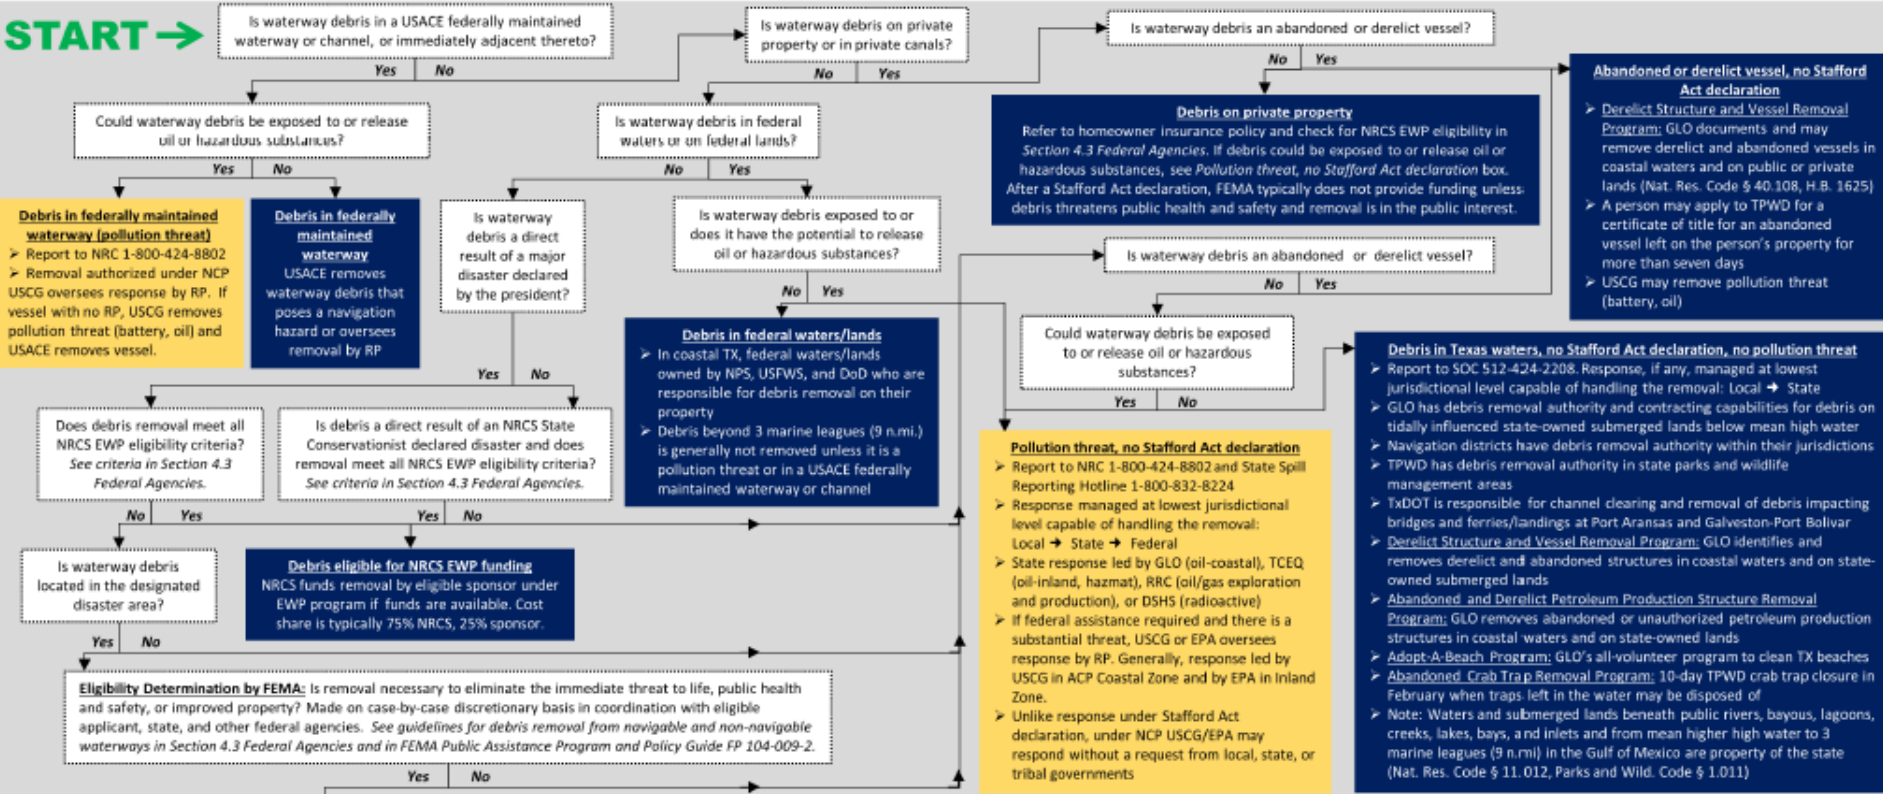 START
Is waterway debris in a USACE federally maintained
waterway or channel, or immediately adjacent thereto?
Yes No
Is waterway debris on private
property or in private canals?
No Yes
Is waterway debris an abandoned or derelict vessel?
No Yes
Could waterway debris be exposed to or release
oil or hazardous substances?
Yes No
Is waterway debris in federal
waters or on federal lands?
No Yes
Debris on private property
Refer to homeowner insurance policy and check for NRCS EWP eligibility in
Section 4.3 Federal Agencies. If debris could be exposed to or release oil or
hazardous substances, see Pollution threat, no Stafford Act declaration box.
After a Stafford Act declaration, FEMA typically does not provide funding unless
debris threatens public health and safety and removal is in the public interest.
Abandoned or derelict vessel, no Stafford
Act declaration
➢ Derelict Structure and Vessel Removal
Program: GLO documents and may
remove derelict and abandoned vessels in
coastal waters and on public or private
lands (Nat. Res. Code § 40.108, H.B. 1625)
➢ A person may apply to TPWD for a
certificate of title for an abandoned
vessel left on the person's property for
more than seven days
➢ USCG may remove pollution threat
(battery, oil)
Debris in federally maintained
waterway (pollution threat)
➢ Report to NRC 1-800-424-8802
➢ Removal authorized under NCP
USCG oversees response by RP. If
vessel with no RP, USCG removes
pollution threat (battery, oil) and
USACE removes vessel.
Debris in federally
maintained
waterway
USACE removes
waterway debris that
poses a navigation
hazard or oversees
removal by RP
Is waterway
debris a direct
result of a major
disaster declared
by the president?
Yes No
Is waterway debris exposed to or
does it have the potential to release
oil or hazardous substances?
No Yes
Is waterway debris an abandoned or derelict vessel?
No Yes
Debris in federal waters/lands
➢ In coastal TX, federal waters/lands
owned by NPS, USFWS, and DoD who are
responsible for debris removal on their
property
➢ Debris beyond 3 marine leagues (9 n.mi.)
is generally not removed unless it is a
pollution threat or in a USACE federally
maintained waterway or channel
Could waterway debris be exposed
to or release oil or hazardous
substances?
Yes No
Does debris removal meet all
NRCS EWP eligibility criteria?
See criteria in Section 4.3
Federal Agencies.
No Yes
Is debris a direct result of an NRCS State
Conservationist declared disaster and does
removal meet all NRCS EWP eligibility criteria?
See criteria in Section 4.3 Federal Agencies.
Yes No
Is waterway debris
located in the designated
disaster area?
Yes No
Debris eligible for NRCS EWP funding
NRCS funds removal by eligible sponsor under
EWP program if funds are available. Cost
share is typically 75% NRCS, 25% sponsor.
Eligibility Determination by FEMA: Is removal necessary to eliminate the immediate threat to life, public health
and safety, or improved property? Made on case-by-case discretionary basis in coordination with eligible
applicant, state, and other federal agencies. See guidelines for debris removal from navigable and non-navigable
waterways in Section 4.3 Federal Agencies and in FEMA Public Assistance Program and Policy Guide FP 104-009-2.
Yes No
Pollution threat, no Stafford Act declaration
➢ Report to NRC 1-800-424-8802 and State Spill
Reporting Hotline 1-800-832-8224
➢ Response managed at lowest jurisdictional
level capable of handling the removal:
Local → State → Federal
➢ State response led by GLO (oil-coastal), TCEQ
(oil-inland, hazmat), RRC (oil/gas exploration
and production), or DSHS (radioactive)
➢ If federal assistance required and there is a
substantial threat, USCG or EPA oversees
response by RP. Generally, response led by
USCG in ACP Coastal Zone and by EPA in Inland
Zone.
➢ Unlike response under Stafford Act
declaration, under NCP USCG/EPA may
respond without a request from local, state, or
tribal governments
Debris in Texas waters, no Stafford Act declaration, no pollution threat
➢ Report to SOC 512-424-2208. Response, if any, managed at lowest
jurisdictional level capable of handling the removal: Local → State
➢ GLO has debris removal authority and contracting capabilities for debris on
tidally influenced state-owned submerged lands below mean high water
➢ Navigation districts have debris removal authority within their jurisdictions
➢ TPWD has debris removal authority in state parks and wildlife
management areas
➢ TxDOT is responsible for channel clearing and removal of debris impacting
bridges and ferries/landings at Port Aransas and Galveston-Port Bolivar
➢ Derelict Structure and Vessel Removal Program: GLO identifies and
removes derelict and abandoned structures in coastal waters and on state-
owned submerged lands
➢ Abandoned and Derelict Petroleum Production Structure Removal
Program: GLO removes abandoned or unauthorized petroleum production
structures in coastal waters and on state-owned lands
➢ Adopt-A-Beach Program: GLO's all-volunteer program to clean TX beaches
➢ Abandoned Crab Trap Removal Program: 10-day TPWD crab trap closure in
February when traps left in the water may be disposed of
➢ Note: Waters and submerged lands beneath public rivers, bayous, lagoons,
creeks, lakes, bays, and inlets and from mean higher high water to 3
marine leagues (9 n.mi) in the Gulf of Mexico are property of the state
(Nat. Res. Code § 11.012, Parks and Wild. Code § 1.011)